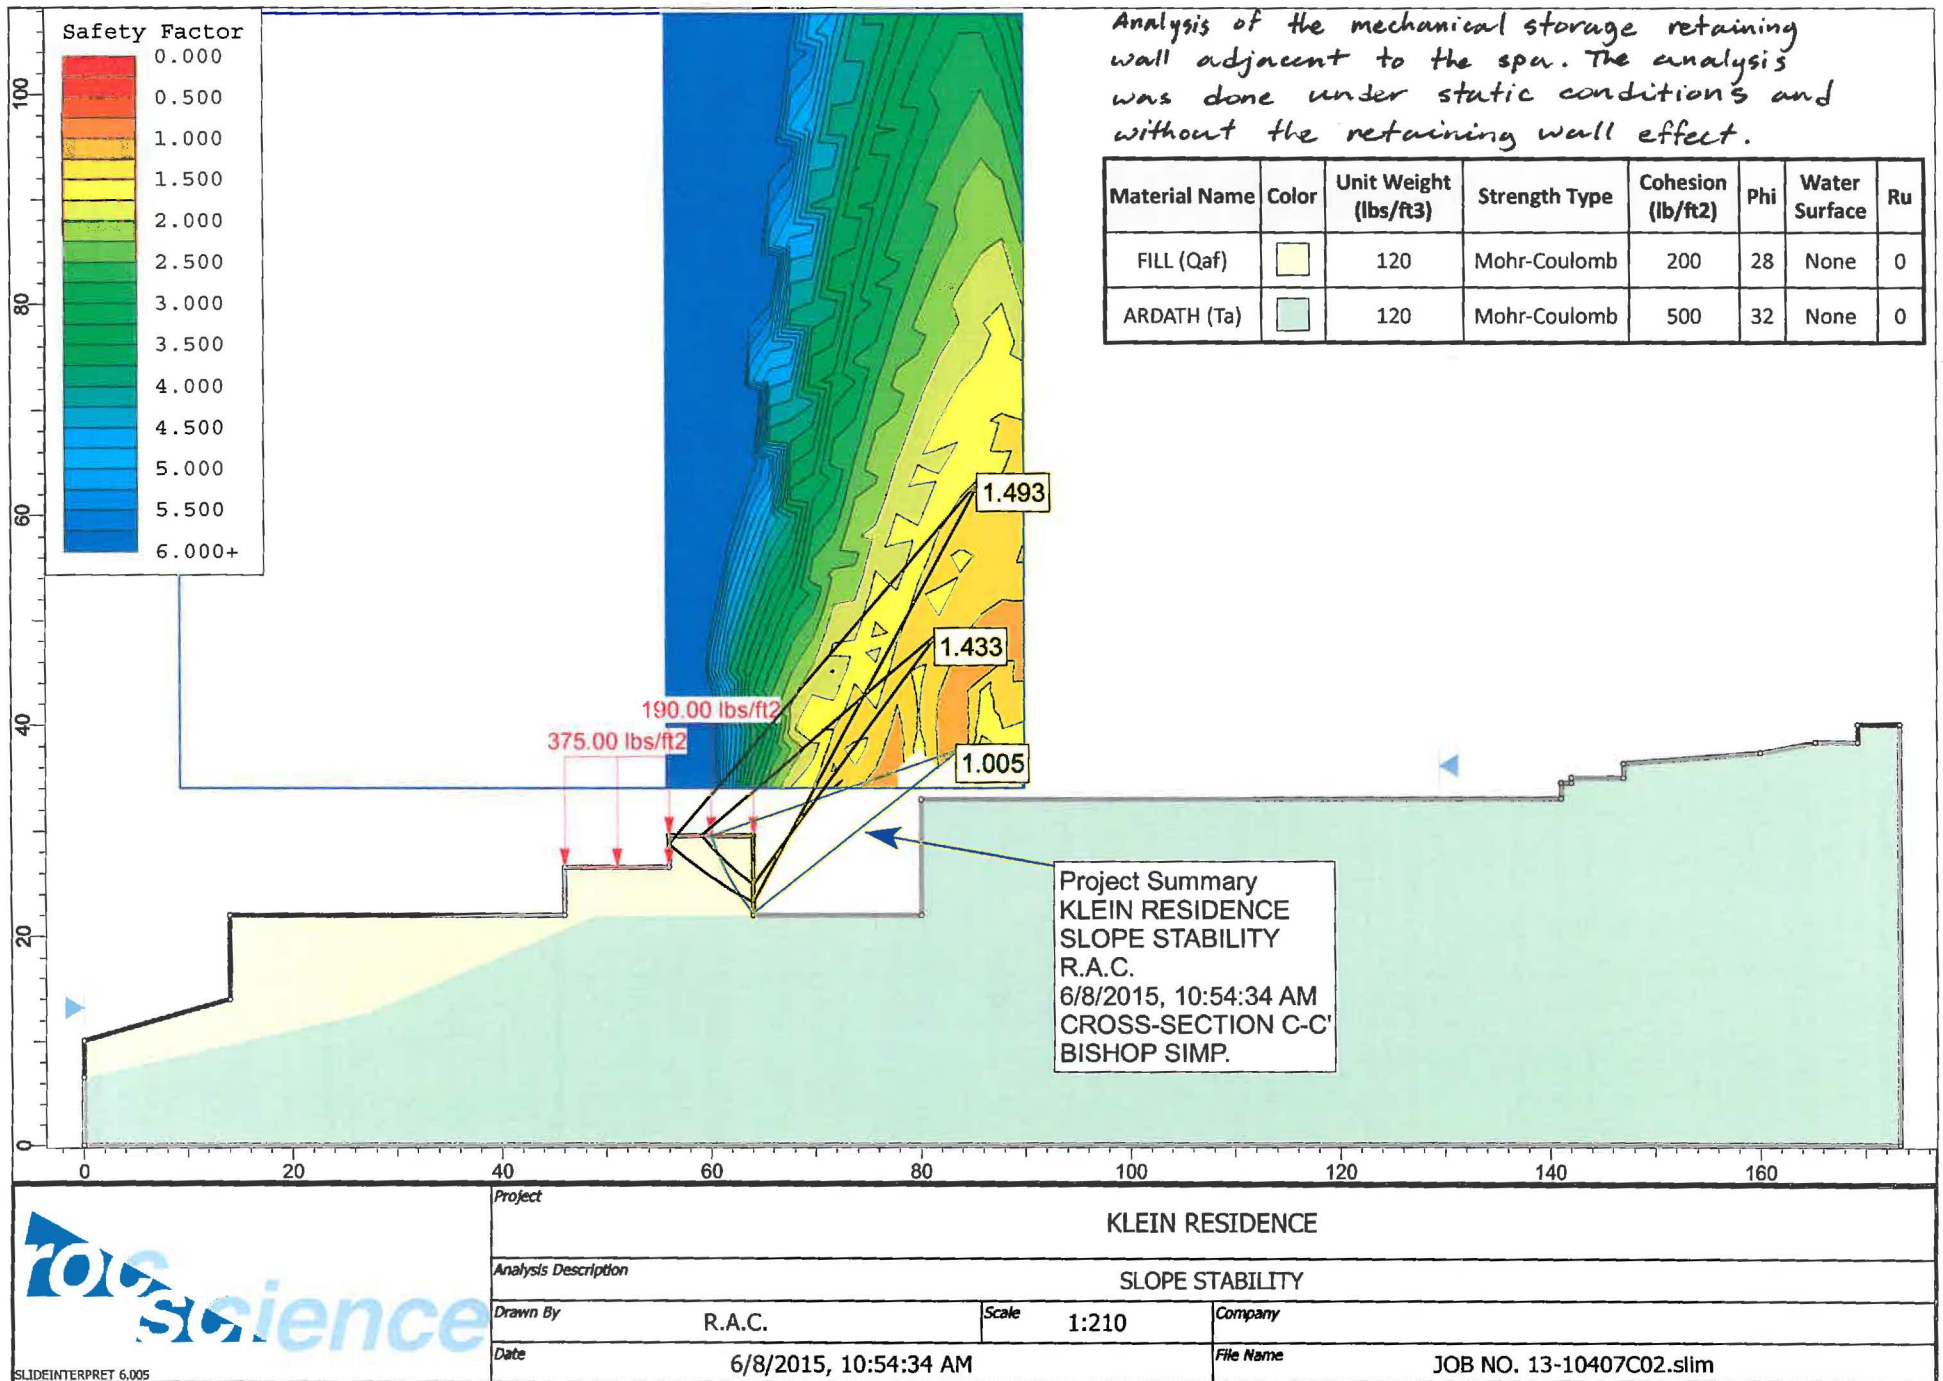 Safety Factor
0.000
0.500
1.000
1.500
2.000
2.500
3.000
3.500
4.000
4.500
5.000
5.500
6.000+
Analysis of the mechanical storage retaining
wall adjacent to the spa. The analysis
was done under static conditions and
without the retaining wall effect.
Material Name Color Unit Weight (lbs/ft3) Strength Type Cohesion (lb/ft2) Phi Water Surface Ru
FILL (Qaf) 120 Mohr-Coulomb 200 28 None 0
ARDATH (Ta) 120 Mohr-Coulomb 500 32 None 0
100
80
60
40
20
0
1.493
1.433
1.005
190.00 lbs/ft2
375.00 lbs/ft2
Project Summary
KLEIN RESIDENCE
SLOPE STABILITY
R.A.C.
6/8/2015, 10:54:34 AM
CROSS-SECTION C-C'
BISHOP SIMP.
0 20 40 60 80 100 120 140 160
rocscience
SLIDEINTERPRET 6.005
Project
KLEIN RESIDENCE
Analysis Description
SLOPE STABILITY
Drawn By R.A.C. Scale 1:210 Company
Date 6/8/2015, 10:54:34 AM File Name JOB NO. 13-10407C02.slim